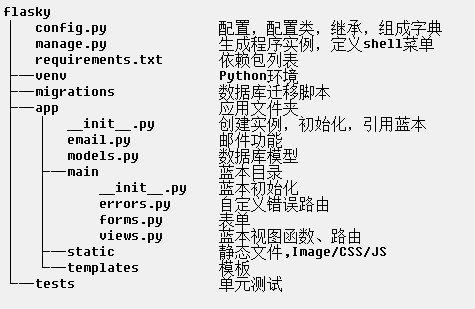 flasky
config.py 配置，配置类，继承，组成字典
manage.py 生成程序实例，定义shell菜单
requirements.txt 依赖包列表
venv Python环境
migrations 数据库迁移脚本
app 应用文件夹
__init__.py 创建实例，初始化，引用蓝本
email.py 邮件功能
models.py 数据库模型
main 蓝本目录
__init__.py 蓝本初始化
errors.py 自定义错误路由
forms.py 表单
views.py 蓝本视图函数、路由
static 静态文件,Image/CSS/JS
templates 模板
tests 单元测试